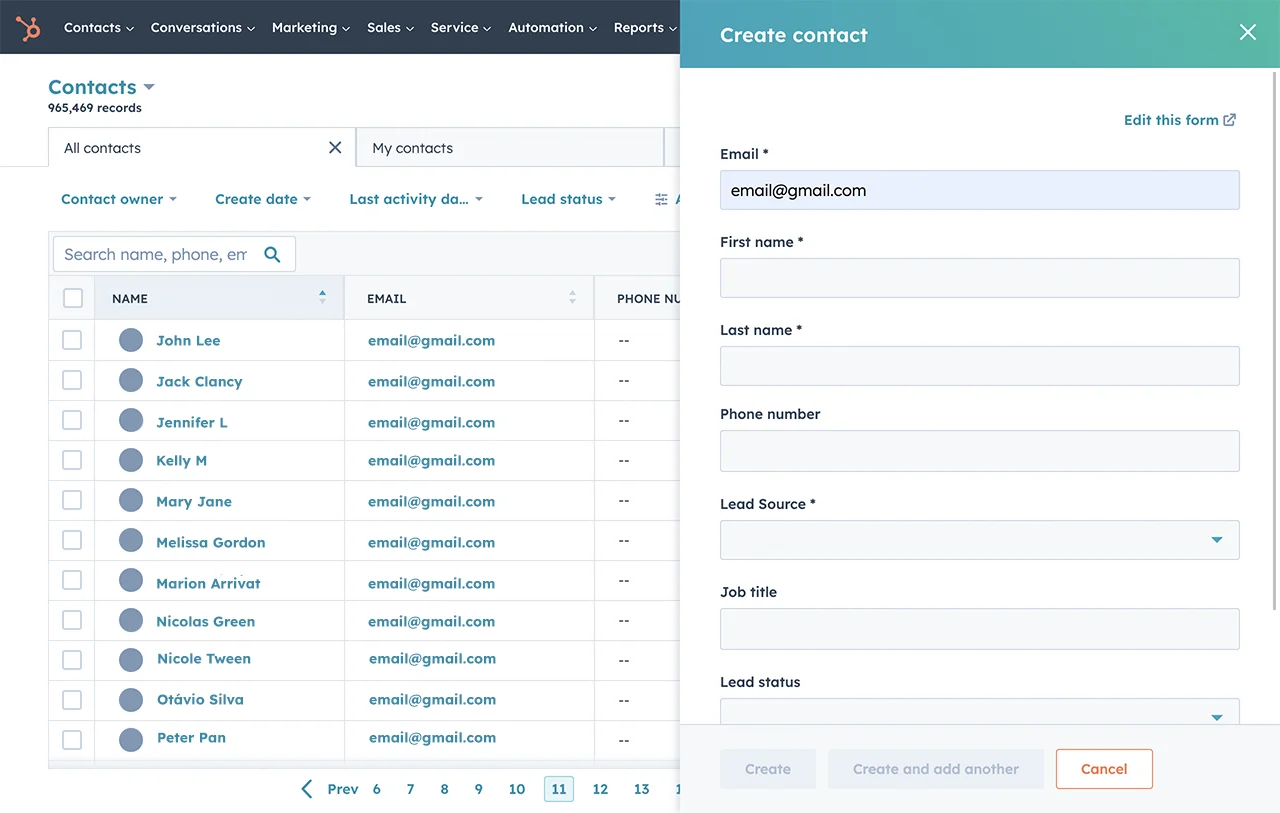 Contacts Conversations Marketing Sales Service Automation Reports
Contacts
965,469 records
All contacts My contacts
Contact owner Create date Last activity da... Lead status
Search name, phone, em
NAME EMAIL PHONE NU
John Lee email@gmail.com --
Jack Clancy email@gmail.com --
Jennifer L email@gmail.com --
Kelly M email@gmail.com --
Mary Jane email@gmail.com --
Melissa Gordon email@gmail.com --
Marion Arrivat email@gmail.com --
Nicolas Green email@gmail.com --
Nicole Tween email@gmail.com --
Otávio Silva email@gmail.com --
Peter Pan email@gmail.com --
Prev 6 7 8 9 10 11 12 13
Create contact
Edit this form
Email *
email@gmail.com
First name *
Last name *
Phone number
Lead Source *
Job title
Lead status
Create Create and add another Cancel